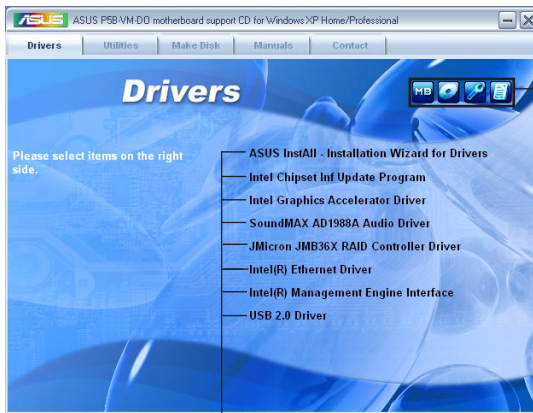 ASUS ASUS P5B-VM-DO motherboard support CD for Windows XP Home/Professional
Drivers Utilities Make Disk Manuals Contact
Drivers
MB
Please select items on the right
side.
ASUS InstAll - Installation Wizard for Drivers
Intel Chipset Inf Update Program
Intel Graphics Accelerator Driver
SoundMAX AD1988A Audio Driver
JMicron JMB36X RAID Controller Driver
Intel(R) Ethernet Driver
Intel(R) Management Engine Interface
USB 2.0 Driver